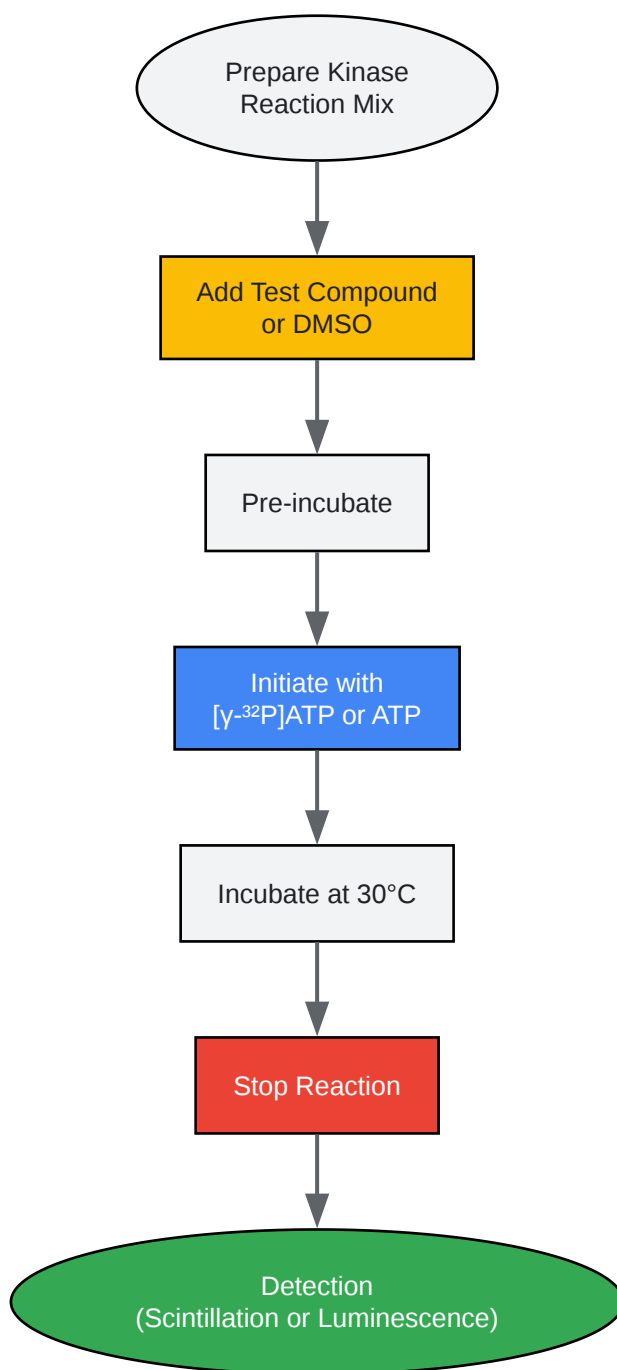 Prepare Kinase
Reaction Mix
Add Test Compound
or DMSO
Pre-incubate
Initiate with
[γ-³²P]ATP or ATP
Incubate at 30°C
Stop Reaction
Detection
(Scintillation or Luminescence)